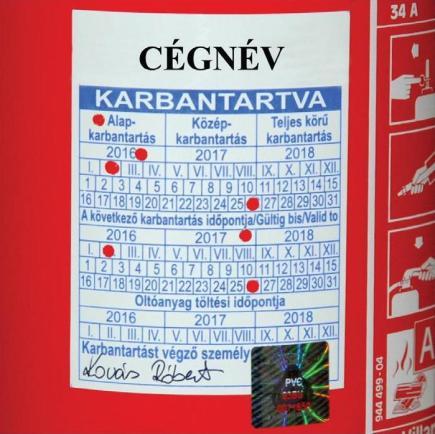 34 A
CÉGNÉV
KARBANTARTVA
Alap- Közép- Teljes körű
karbantartás karbantartás karbantartás
2016 2017 2018
I. III. IV. V. VI. VII. VIII. IX. X. XI. XII.
1 2 3 4 5 6 7 8 9 10 11 12 13 14 15
16 17 18 19 20 21 22 23 24 25 27 28 29 30 31
A következő karbantartás időpontja/Gültig bis/Valid to
2016 2017 2018
I. III. IV. V. VI. VII. VIII. IX. X. XI. XII.
1 2 3 4 5 6 7 8 9 10 11 12 13 14 15
16 17 18 19 20 21 22 23 24 25 27 28 29 30 31
Oltóanyag töltési időpontja
2016 2017 2018
I. II. III. IV. V. VI. VII. VIII. IX. X. XI. XII.
Karbantartást végző személy
Kovács Róbert
PVC
A
944 499-04